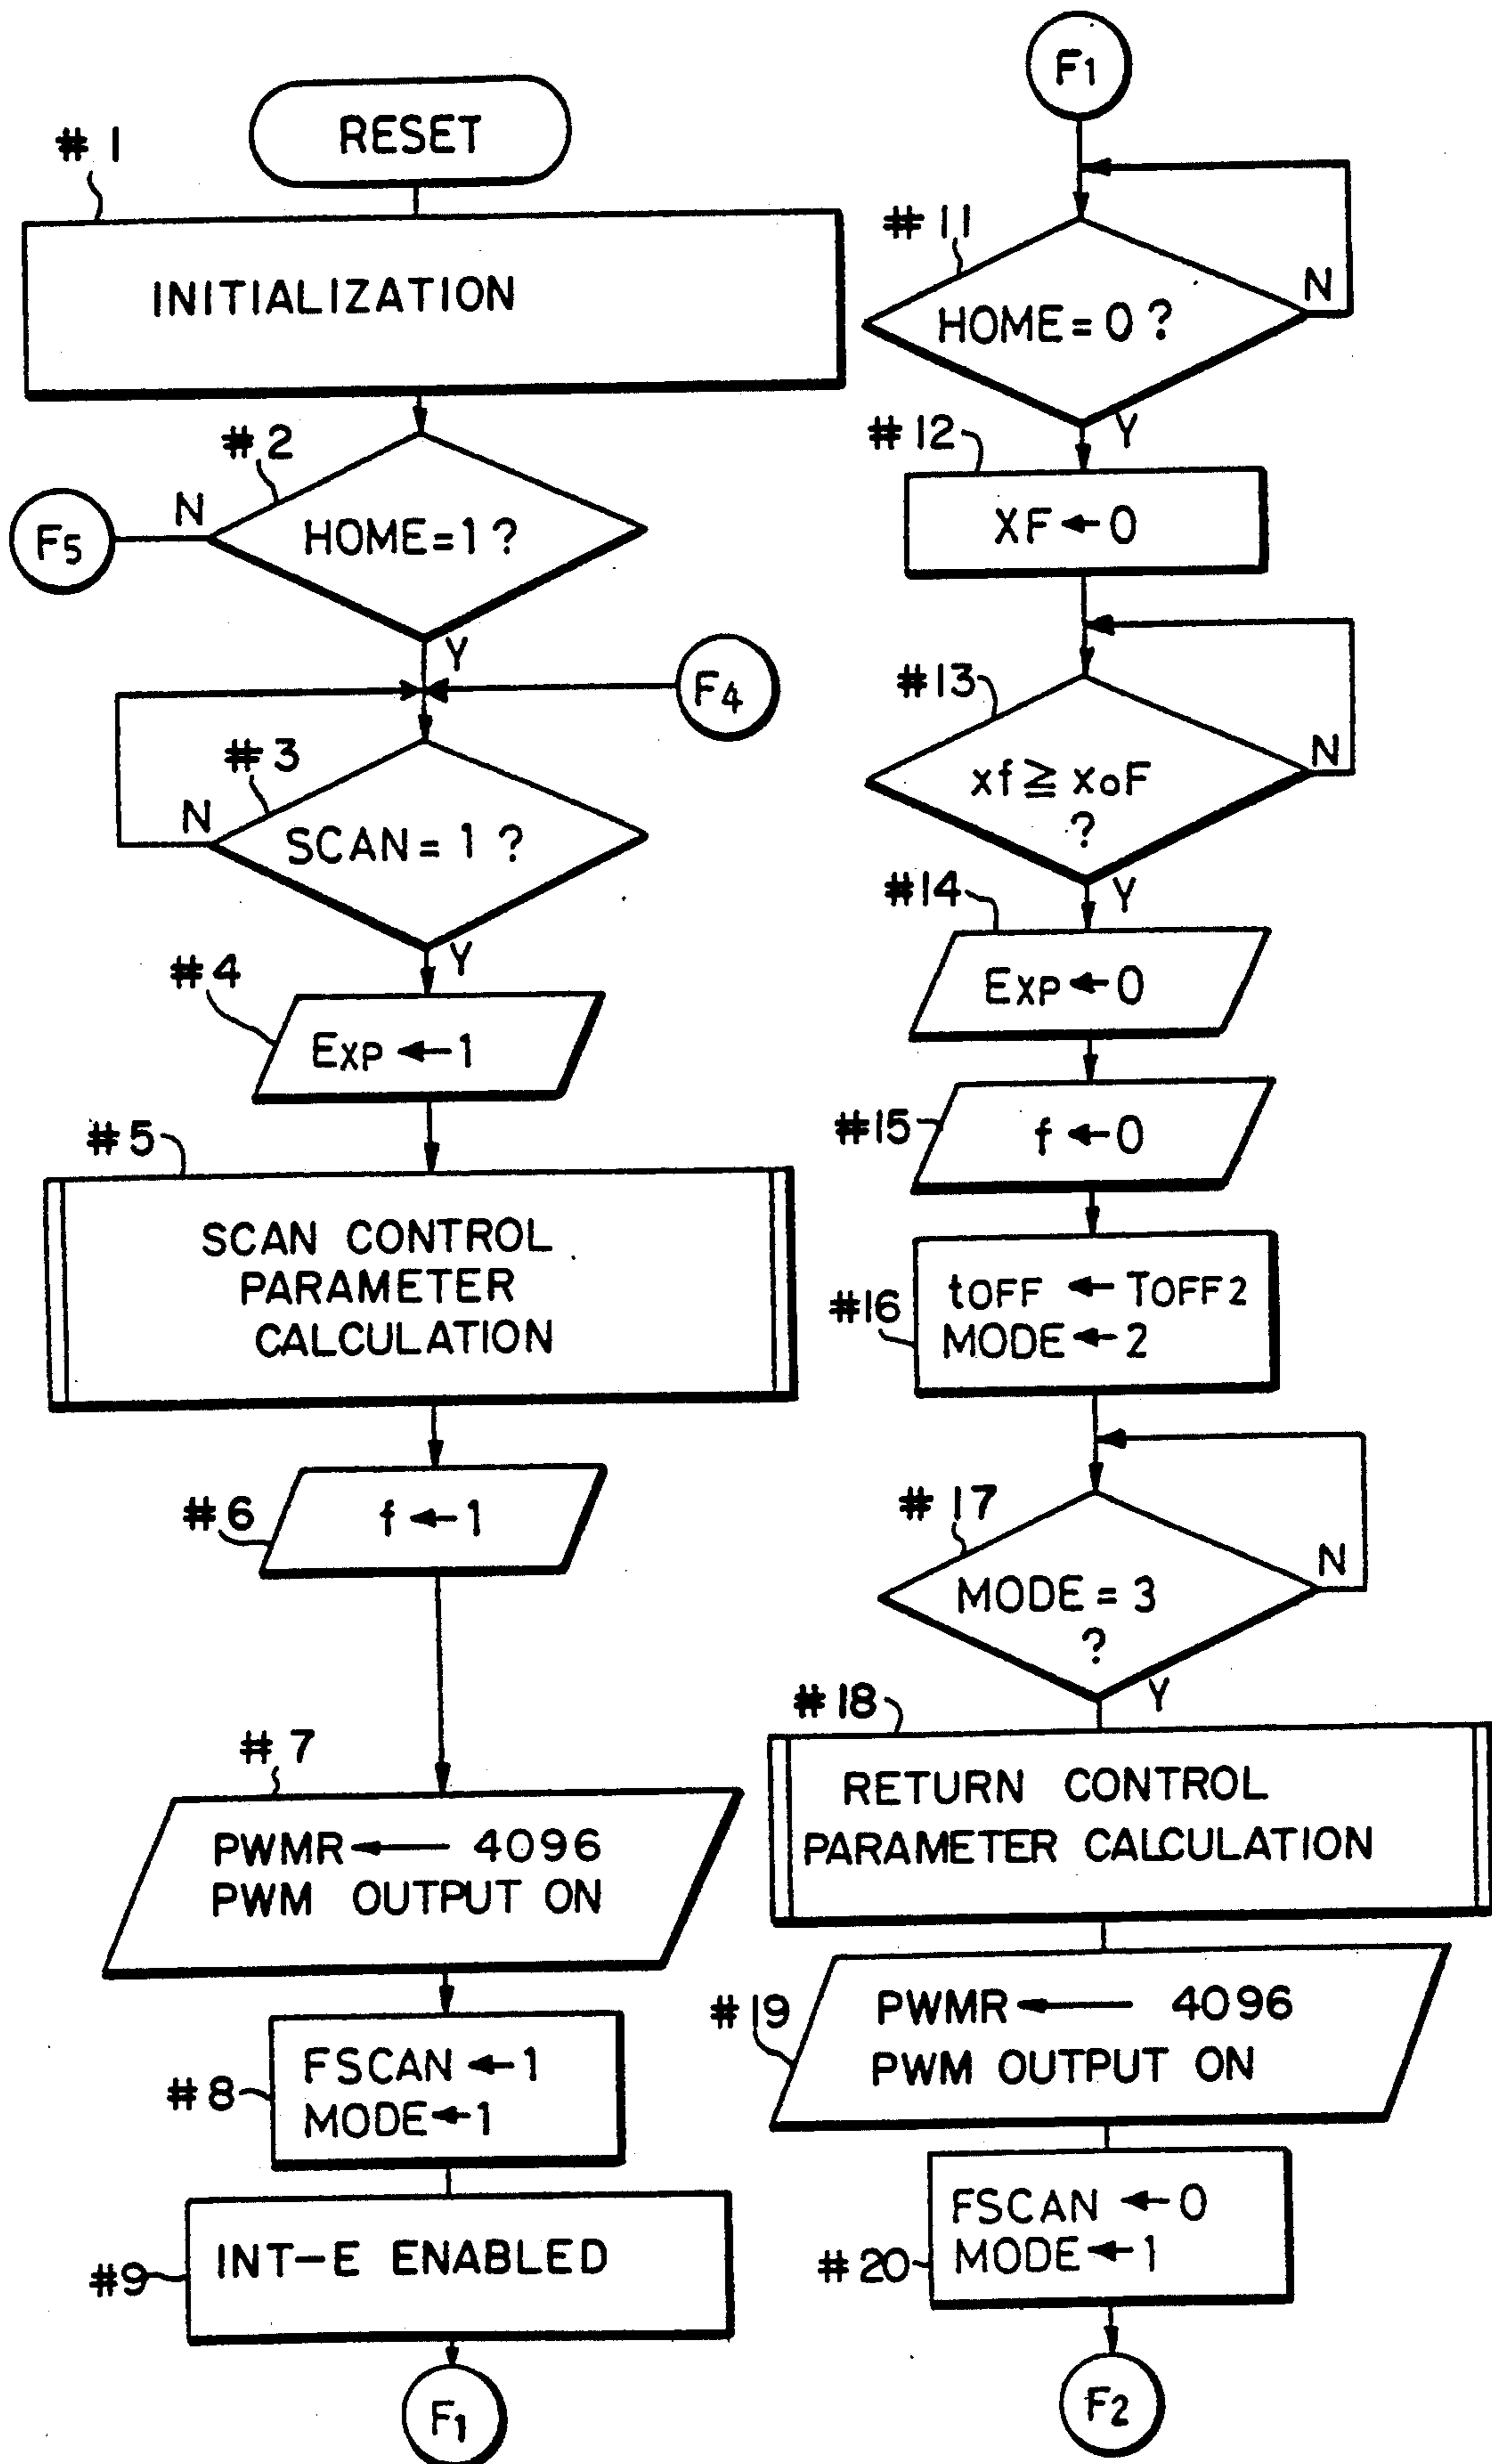 RESET
#1
INITIALIZATION
#2
N
F5
HOME=1?
Y
F4
#3
N
SCAN=1?
Y
#4
EXP←1
#5
SCAN CONTROL
PARAMETER
CALCULATION
#6
f←1
#7
PWMR← 4096
PWM OUTPUT ON
#8
FSCAN←1
MODE←1
#9
INT-E ENABLED
F1
F1
#11
N
HOME=0?
Y
#12
XF←0
#13
N
xf≧xoF
?
Y
#14
EXP←0
#15
f←0
#16
tOFF ← TOFF2
MODE←2
#17
N
MODE=3
?
Y
#18
RETURN CONTROL
PARAMETER CALCULATION
#19
PWMR← 4096
PWM OUTPUT ON
#20
FSCAN ←0
MODE←1
F2